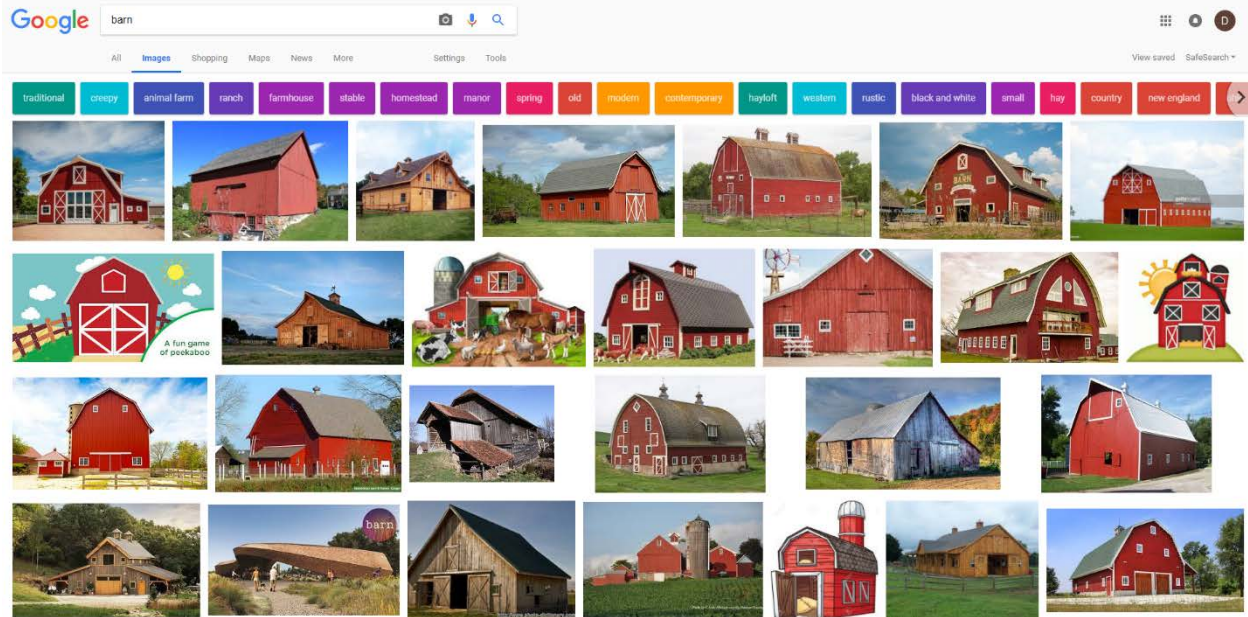 Google
barn
All Images Shopping Maps News More Settings Tools
View saved SafeSearch
traditional creepy animal farm ranch farmhouse stable homestead manor spring old modern contemporary hayloft western rustic black and white small hay country new england
BARN
A fun game
of peekaboo
barn
D